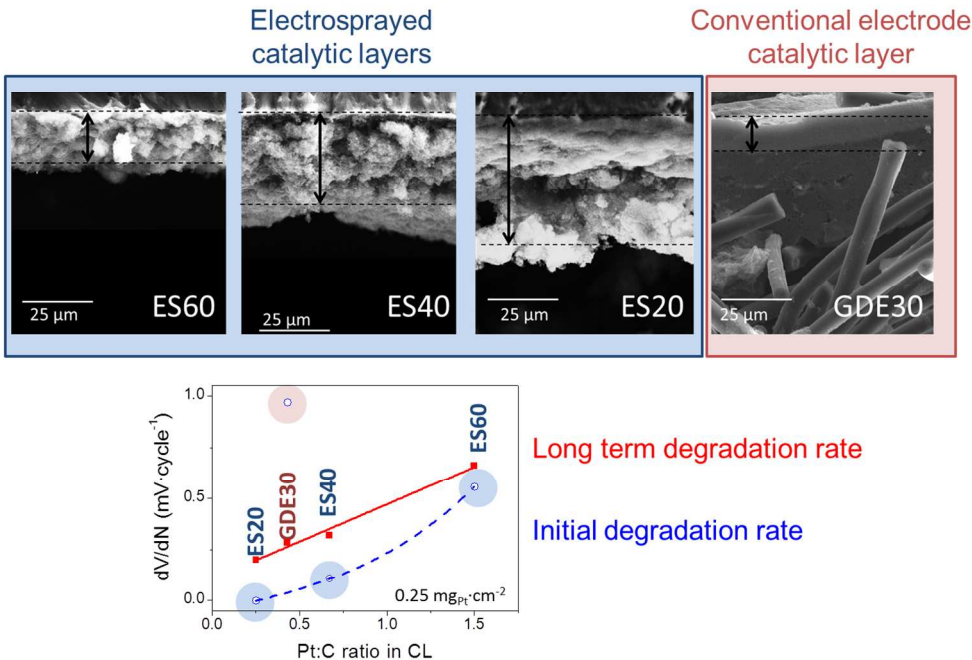 Electrosprayed
catalytic layers
Conventional electrode
catalytic layer
25 µm
ES60
25 µm
ES40
25 µm
ES20
25 µm
GDE30
dV/dN (mV·cycle⁻¹)
1.0
0.5
0.0
ES20
GDE30
ES40
ES60
0.25 mgPt·cm⁻²
0.0
0.5
1.0
1.5
Pt:C ratio in CL
Long term degradation rate
Initial degradation rate